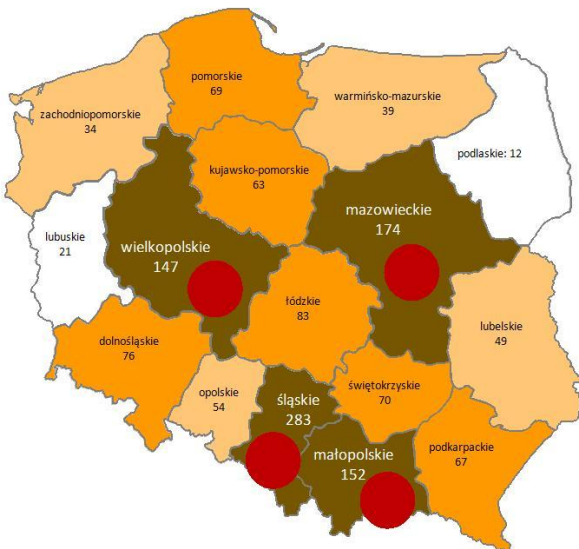 pomorskie
69
warmińsko-mazurskie
39
zachodniopomorskie
34
podlaskie: 12
kujawsko-pomorskie
63
mazowieckie
174
wielkopolskie
147
lubuskie
21
łódzkie
83
lubelskie
49
dolnośląskie
76
opolskie
54
śląskie
283
świętokrzyskie
70
małopolskie
152
podkarpackie
67